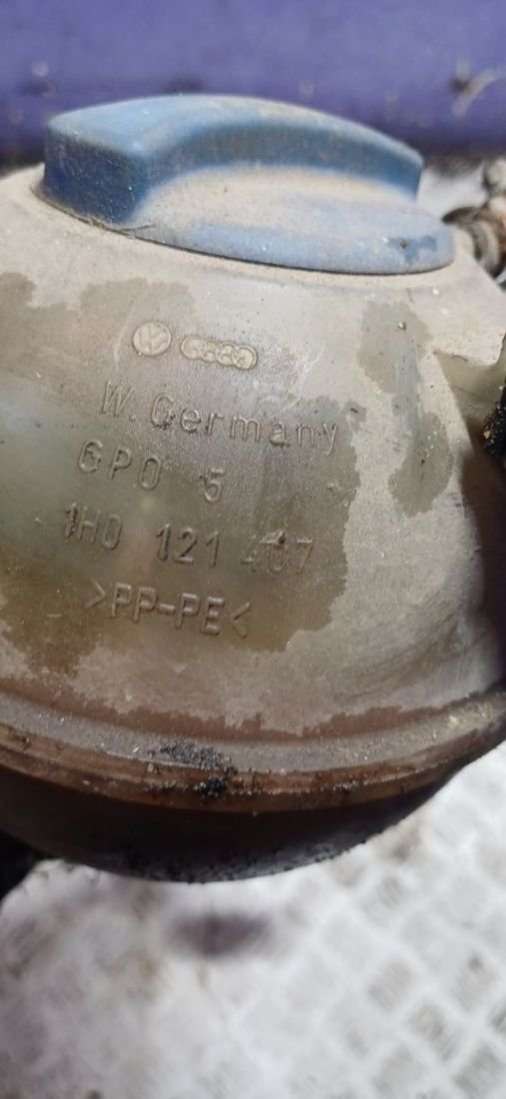 W. Germany
GPO 5
1H0 121 407
>PP-PE<